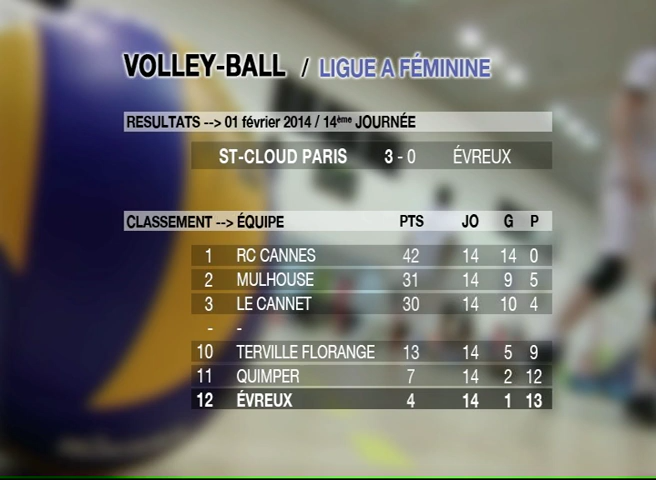 VOLLEY-BALL / LIGUE A FÉMININE
RESULTATS --> 01 février 2014 / 14ème JOURNÉE
ST-CLOUD PARIS 3 - 0 ÉVREUX
CLASSEMENT --> ÉQUIPE PTS JO G P
1 RC CANNES 42 14 14 0
2 MULHOUSE 31 14 9 5
3 LE CANNET 30 14 10 4
- -
10 TERVILLE FLORANGE 13 14 5 9
11 QUIMPER 7 14 2 12
12 ÉVREUX 4 14 1 13